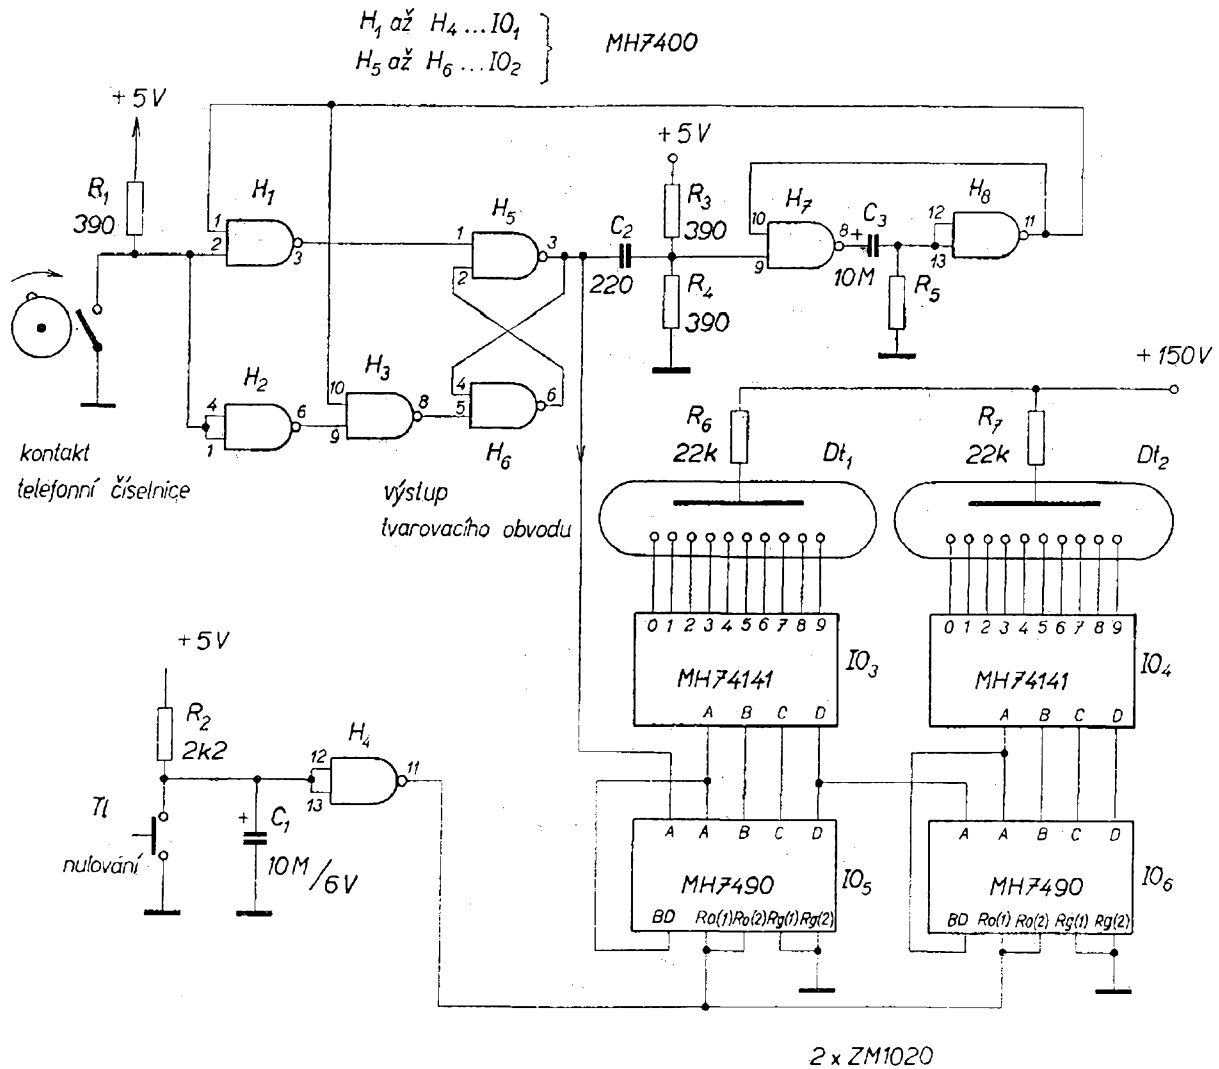 H1 až H4 ... IO1
MH7400
H5 až H6 ... IO2
+5V
+5V
R1
390
H1
1
2
3
H5
1
2
3
C2
220
R3
390
R4
390
H7
10
9
8
C3
+
10M
R5
H8
12
13
11
+150V
H2
4
1
6
H3
10
9
8
4
5
6
H6
kontakt
telefonní číselnice
výstup
tvarovacího obvodu
R6
22k
Dt1
R7
22k
Dt2
0 1 2 3 4 5 6 7 8 9
MH74141
A B C D
IO3
0 1 2 3 4 5 6 7 8 9
MH74141
A B C D
IO4
+5V
R2
2k2
H4
12
13
11
Tl
nulování
+
C1
10M/6V
A A B C D
MH7490
BD Ro(1) Ro(2) Rg(1) Rg(2)
IO5
A A B C D
MH7490
BD Ro(1) Ro(2) Rg(1) Rg(2)
IO6
2 x ZM1020